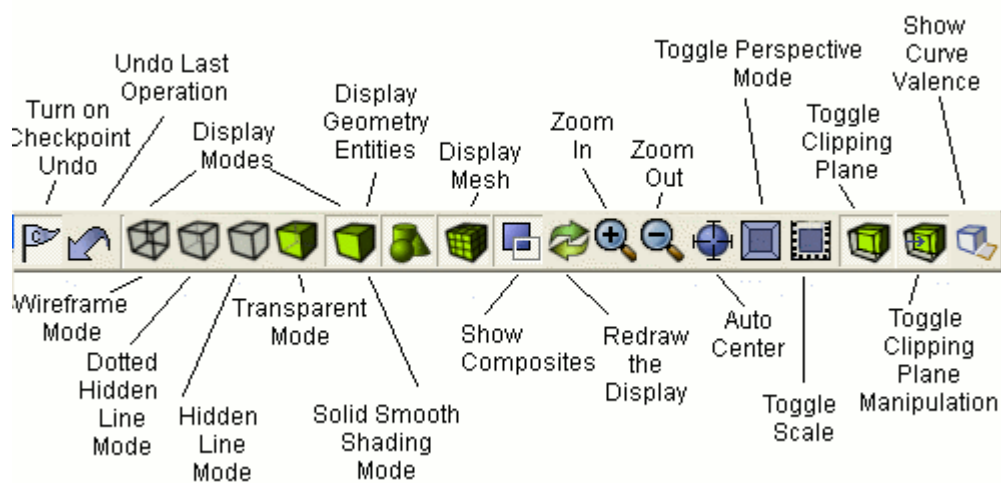 Show
Curve
Valence
Toggle Perspective
Mode
Undo Last
Operation
Display
Geometry
Entities
Turn on
Checkpoint
Undo
Display
Modes
Zoom
In
Toggle
Clipping
Plane
Display
Mesh
Zoom
Out
C
Wireframe
Mode
Transparent
Mode
Dotted
Hidden
Line
Mode
Hidden
Line
Mode
Solid Smooth
Shading
Mode
Show
Composites
Redraw
the
Display
Auto
Center
Toggle
Scale
Toggle
Clipping
Plane
Manipulation